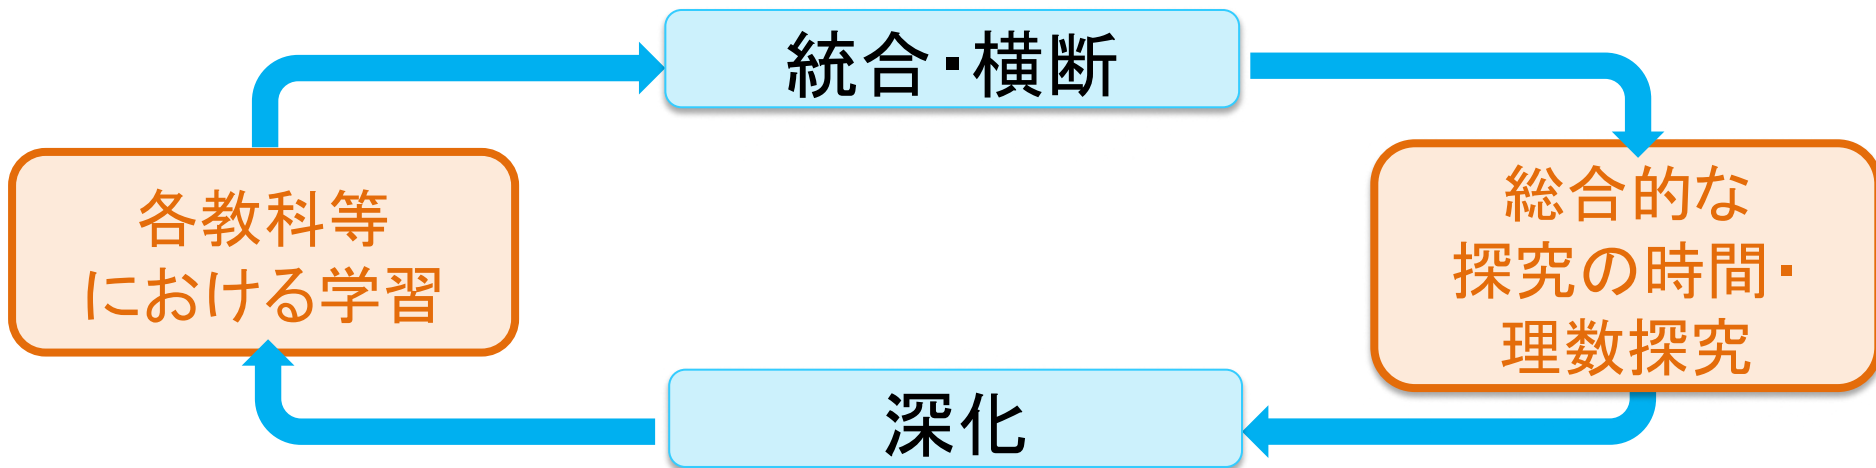 統合・横断
各教科等
における学習
総合的な
探究の時間・
理数探究
深化